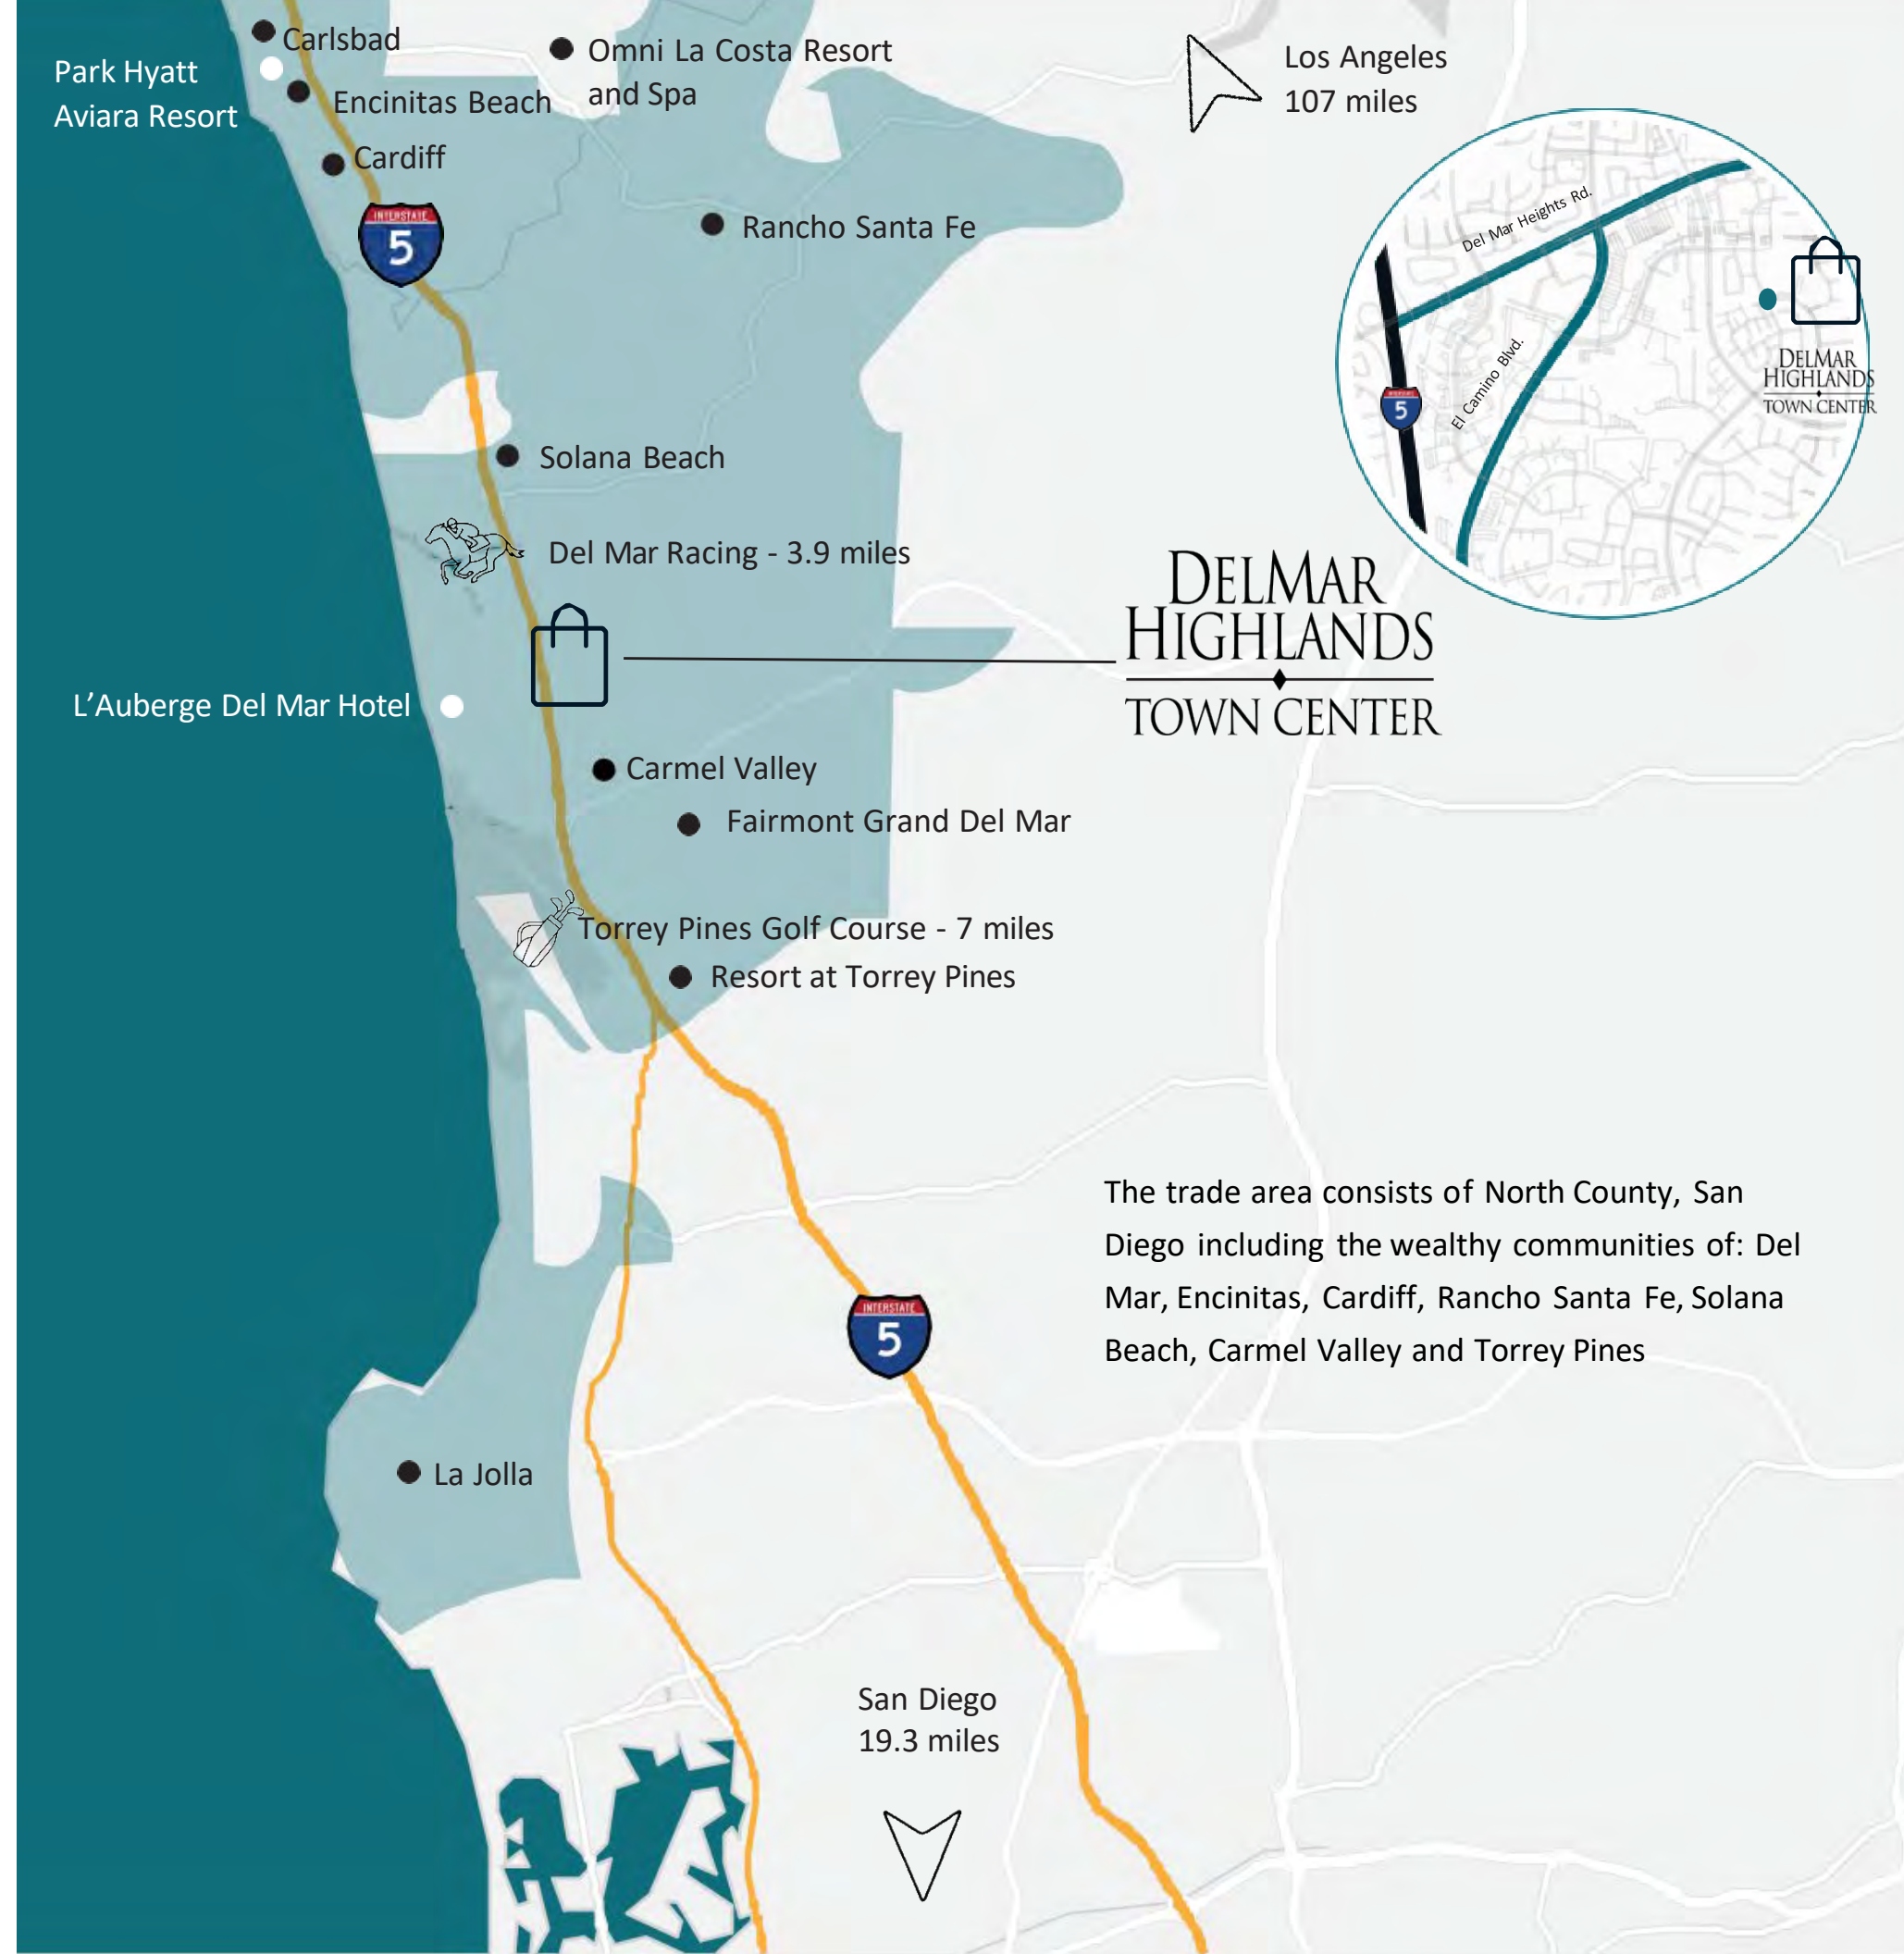 Carlsbad
Park Hyatt
Aviara Resort
Encinitas Beach
Omni La Costa Resort
and Spa
Los Angeles
107 miles
Cardiff
INTERSTATE
5
Rancho Santa Fe
Del Mar Heights Rd.
El Camino Blvd.
5
DELMAR
HIGHLANDS
TOWN CENTER
Solana Beach
Del Mar Racing - 3.9 miles
DELMAR
HIGHLANDS
TOWN CENTER
L’Auberge Del Mar Hotel
Carmel Valley
Fairmont Grand Del Mar
Torrey Pines Golf Course - 7 miles
Resort at Torrey Pines
The trade area consists of North County, San
Diego including the wealthy communities of: Del
Mar, Encinitas, Cardiff, Rancho Santa Fe, Solana
Beach, Carmel Valley and Torrey Pines
INTERSTATE
5
La Jolla
San Diego
19.3 miles